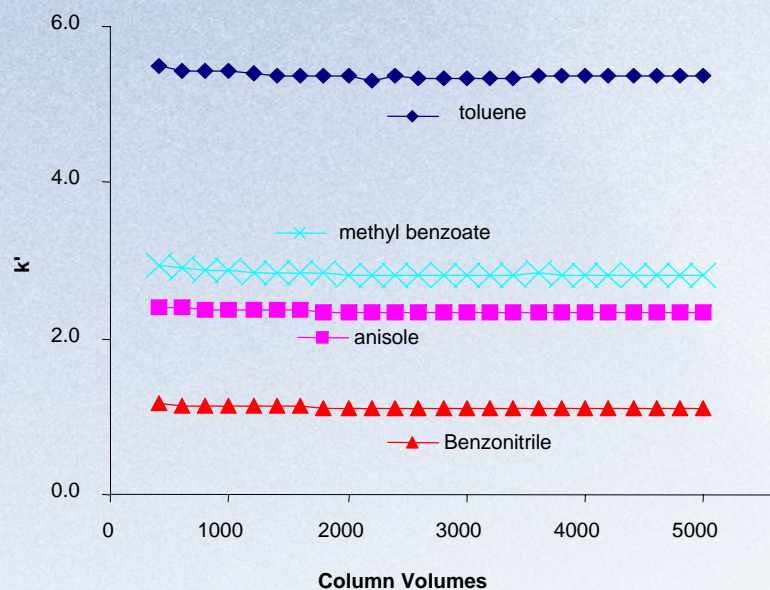 6.0
toluene
4.0
methyl benzoate
k'
anisole
2.0
Benzonitrile
0.0
0 1000 2000 3000 4000 5000
Column Volumes